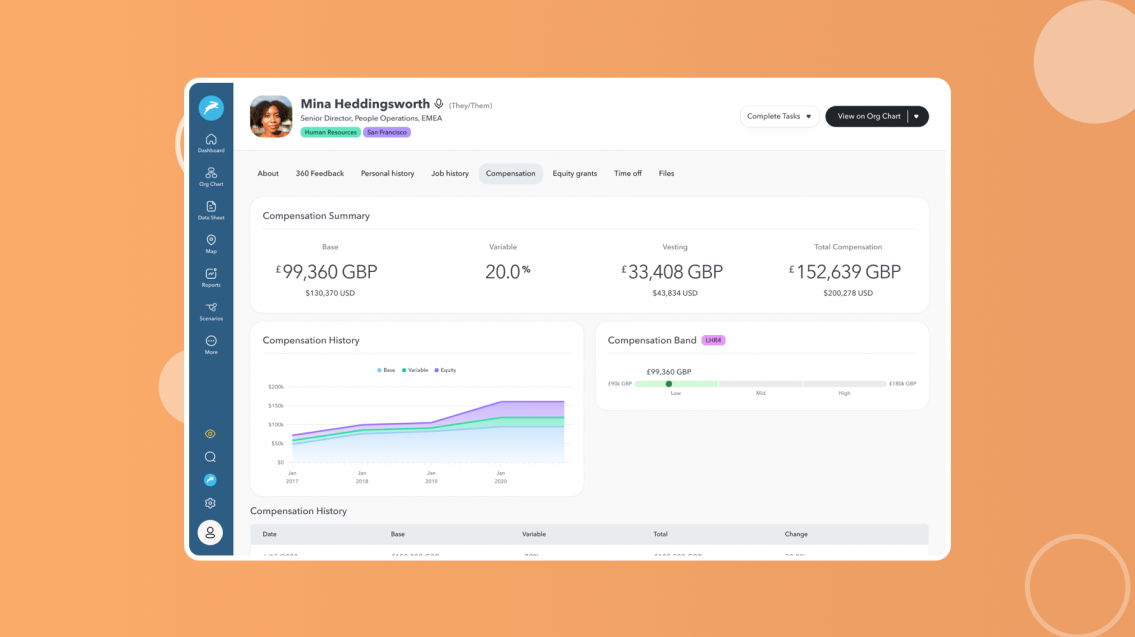 Mina Heddingsworth (They/Them)
Senior Director, People Operations, EMEA
Human Resources San Francisco
Complete Tasks
View on Org Chart
Dashboard
Org Chart
Data Sheet
Map
Reports
Scenarios
More
About 360 Feedback Personal history Job history Compensation Equity grants Time off Files
Compensation Summary
Base Variable Vesting Total Compensation
£99,360 GBP 20.0% £33,408 GBP £152,639 GBP
$130,370 USD $43,834 USD $200,278 USD
Compensation History
Base Variable Equity
$200k
$150k
$100k
$50k
$0
Jan Jan Jan Jan
2017 2018 2019 2020
Compensation Band LHR4
£99,360 GBP
£90k GBP £180k GBP
Low Mid High
Compensation History
Date Base Variable Total Change